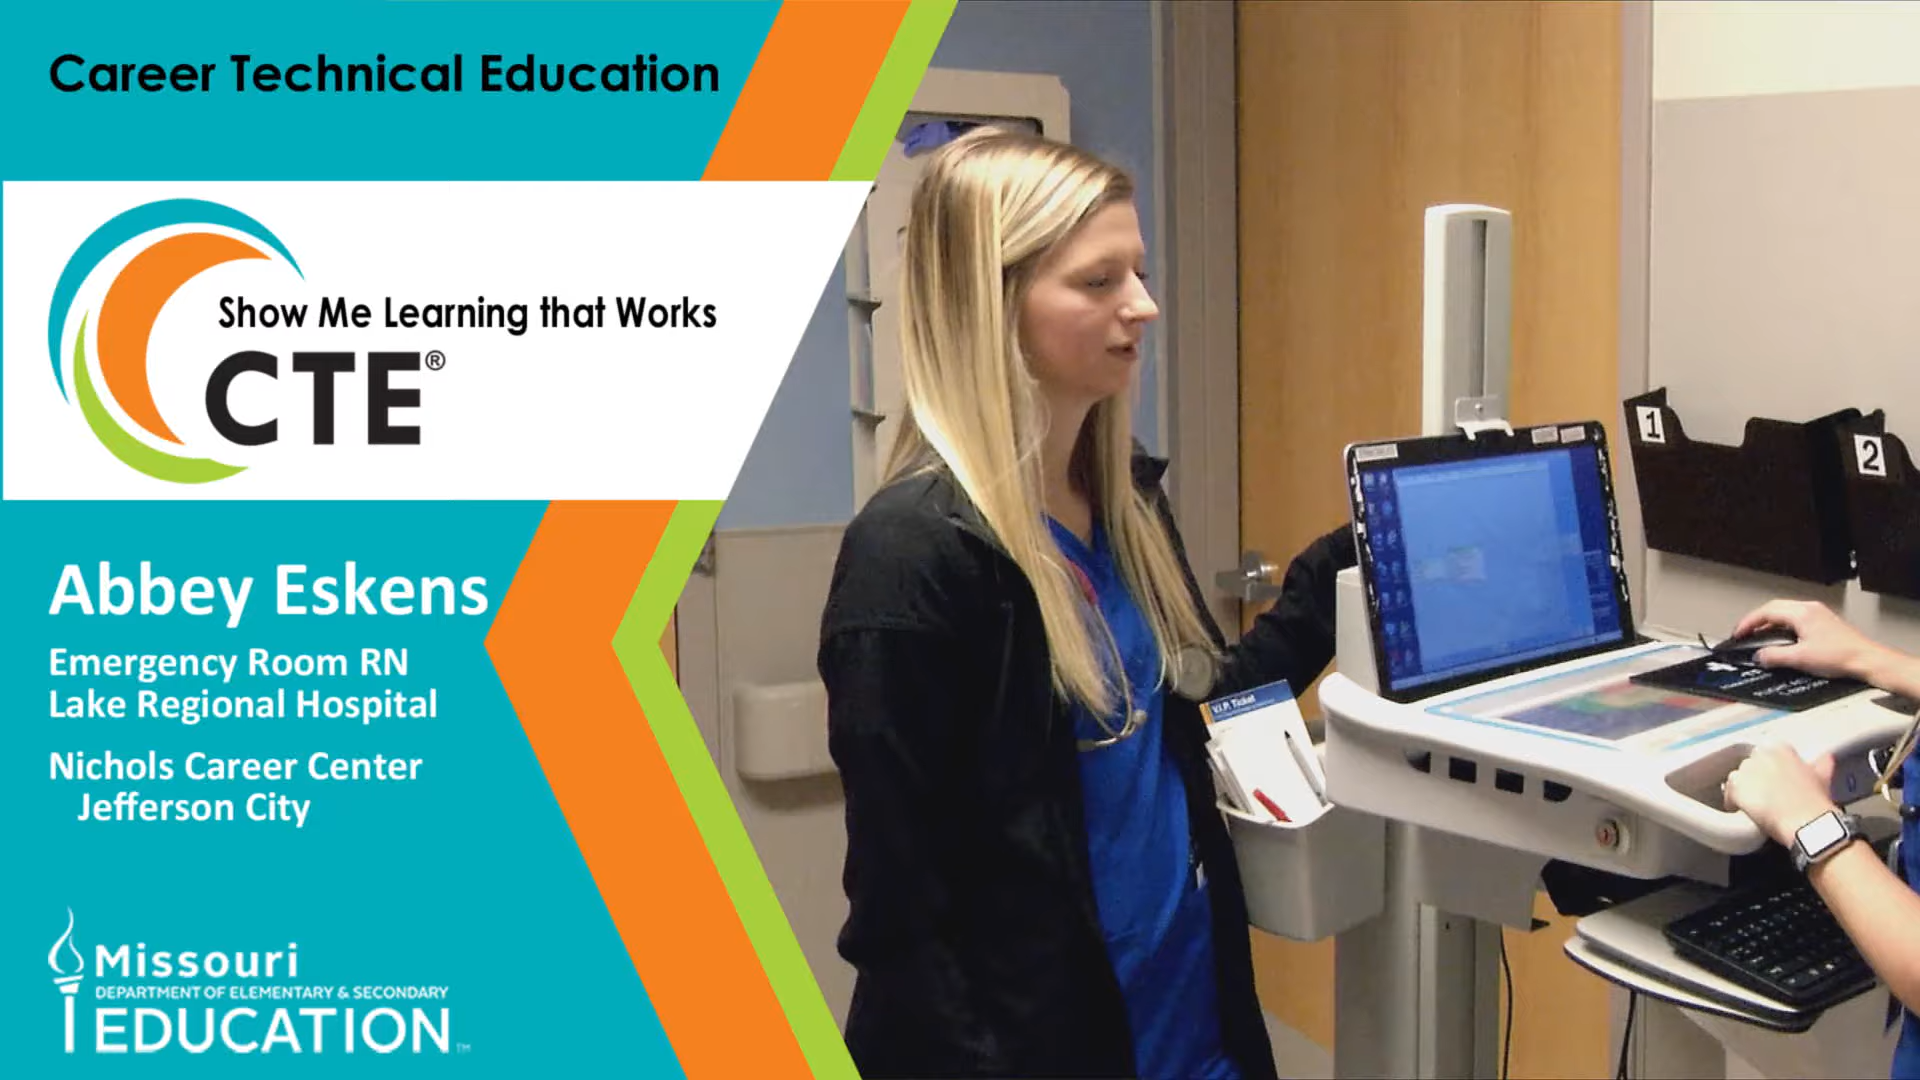 Career Technical Education
Show Me Learning that Works
CTE®
Abbey Eskens
Emergency Room RN
Lake Regional Hospital
Nichols Career Center
Jefferson City
Missouri
DEPARTMENT OF ELEMENTARY & SECONDARY
EDUCATION
V.I.P. Ticket
1
2